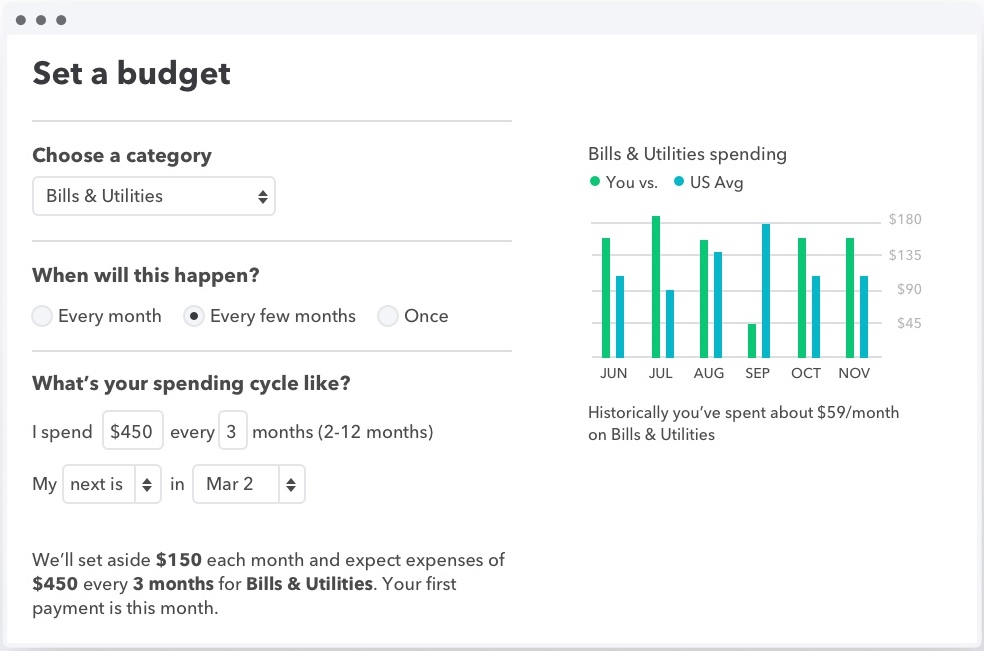 Set a budget
Choose a category
Bills & Utilities
When will this happen?
Every month Every few months Once
What's your spending cycle like?
I spend $450 every 3 months (2-12 months)
My next is in Mar 2
We'll set aside $150 each month and expect expenses of
$450 every 3 months for Bills & Utilities. Your first
payment is this month.
Bills & Utilities spending
You vs. US Avg
$180
$135
$90
$45
JUN JUL AUG SEP OCT NOV
Historically you've spent about $59/month
on Bills & Utilities